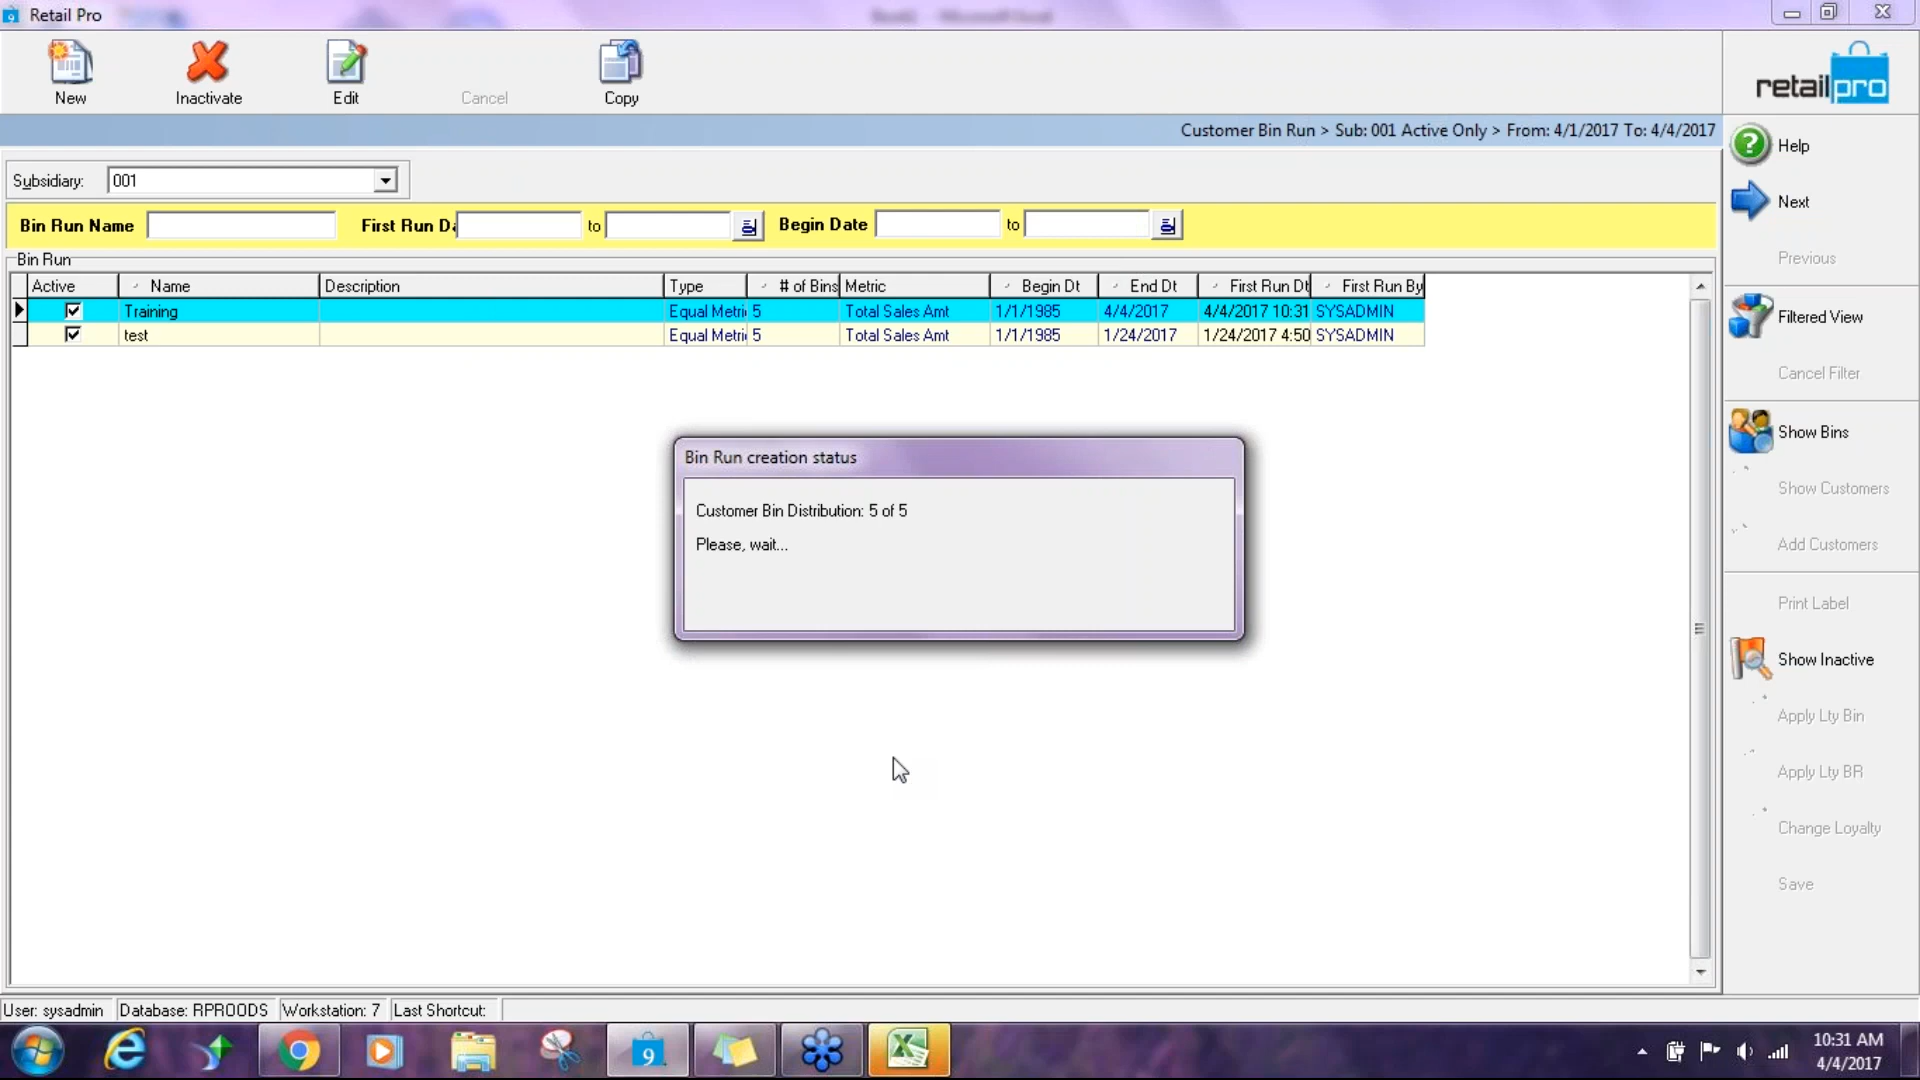 Retail Pro
New
Inactivate
Edit
Cancel
Copy
retailpro
Customer Bin Run > Sub: 001 Active Only > From: 4/1/2017 To: 4/4/2017
Subsidiary: 001
Bin Run Name First Run Da to Begin Date to
Bin Run
Active Name Description Type # of Bins Metric Begin Dt End Dt First Run Dt First Run By
Training Equal Metric 5 Total Sales Amt 1/1/1985 4/4/2017 4/4/2017 10:31 SYSADMIN
test Equal Metric 5 Total Sales Amt 1/1/1985 1/24/2017 1/24/2017 4:50 SYSADMIN
Bin Run creation status
Customer Bin Distribution: 5 of 5
Please, wait...
Help
Next
Previous
Filtered View
Cancel Filter
Show Bins
Show Customers
Add Customers
Print Label
Show Inactive
Apply Lty Bin
Apply Lty BR
Change Loyalty
Save
User: sysadmin Database: RPROODS Workstation: 7 Last Shortcut:
9
10:31 AM
4/4/2017